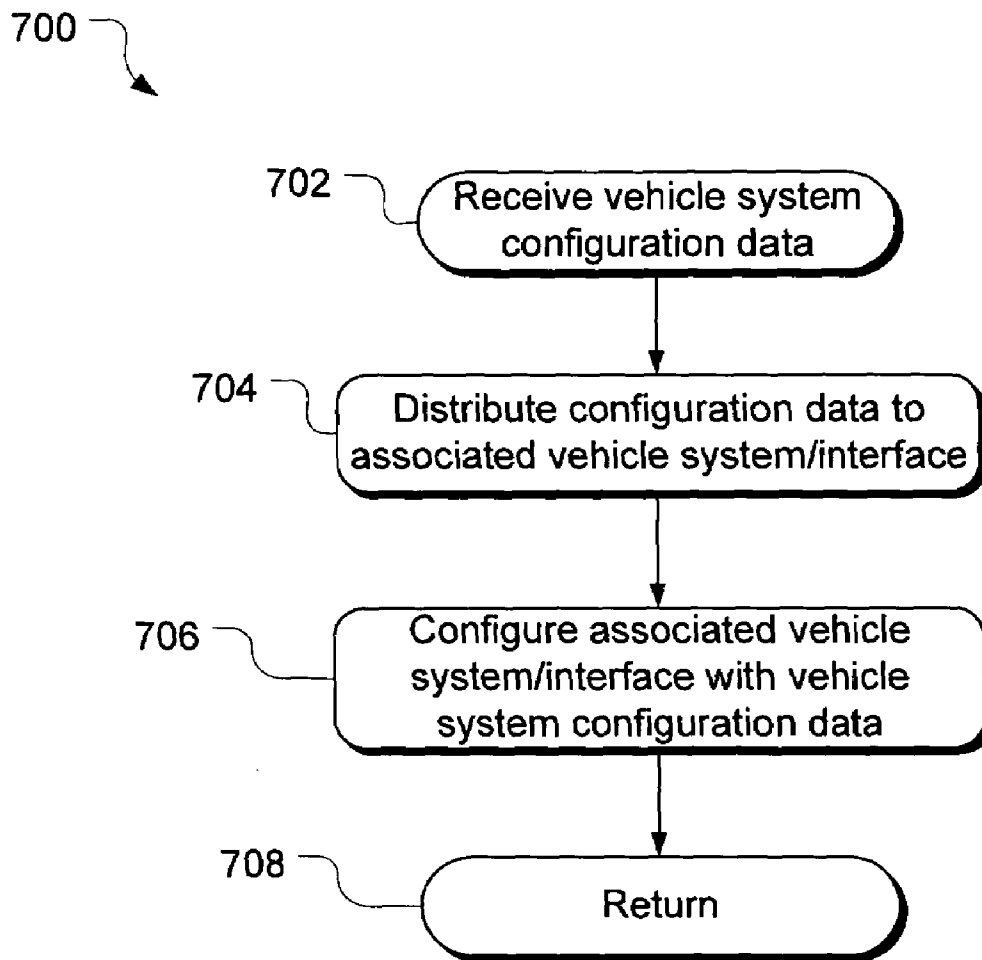 700
702
Receive vehicle system
configuration data
704
Distribute configuration data to
associated vehicle system/interface
706
Configure associated vehicle
system/interface with vehicle
system configuration data
708
Return